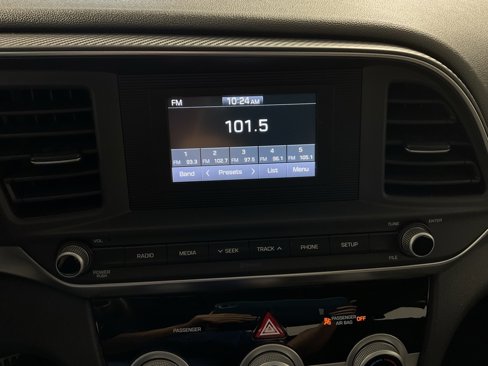 FM 10:24 AM
101.5
1 2 3 4 5
FM 93.3 FM 102.7 FM 97.5 FM 96.1 FM 105.1
Band < Presets > List Menu
VOL TUNE ENTER
RADIO MEDIA SEEK TRACK PHONE SETUP
POWER
PUSH
FILE
PASSENGER PASSENGER
AIR BAG OFF